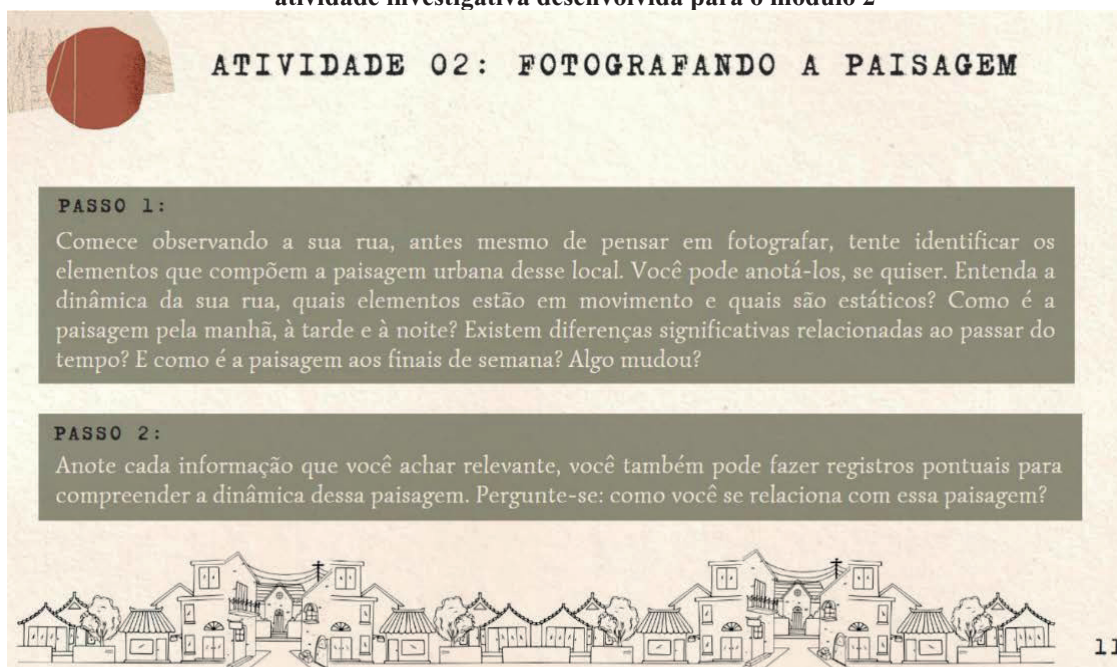 atividade investigativa desenvolvida para o módulo 2
ATIVIDADE 02: FOTOGRAFANDO A PAISAGEM
PASSO 1:
Comece observando a sua rua, antes mesmo de pensar em fotografar, tente identificar os
elementos que compõem a paisagem urbana desse local. Você pode anotá-los, se quiser. Entenda a
dinâmica da sua rua, quais elementos estão em movimento e quais são estáticos? Como é a
paisagem pela manhã, à tarde e à noite? Existem diferenças significativas relacionadas ao passar do
tempo? E como é a paisagem aos finais de semana? Algo mudou?
PASSO 2:
Anote cada informação que você achar relevante, você também pode fazer registros pontuais para
compreender a dinâmica dessa paisagem. Pergunte-se: como você se relaciona com essa paisagem?